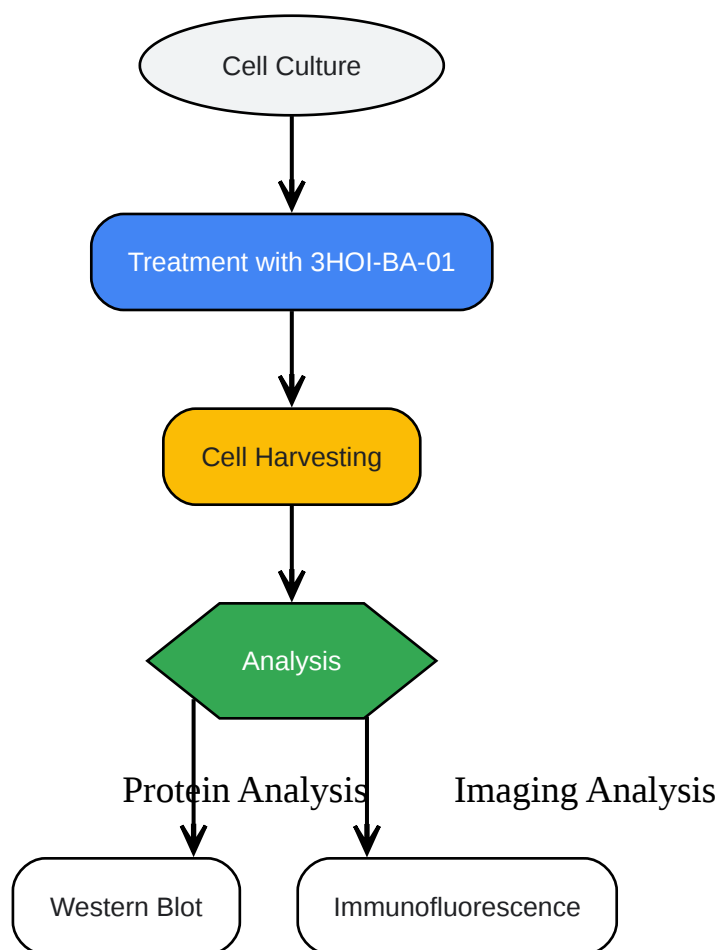 Cell Culture
Treatment with 3HOI-BA-01
Cell Harvesting
Analysis
Protein Analysis
Imaging Analysis
Western Blot
Immunofluorescence